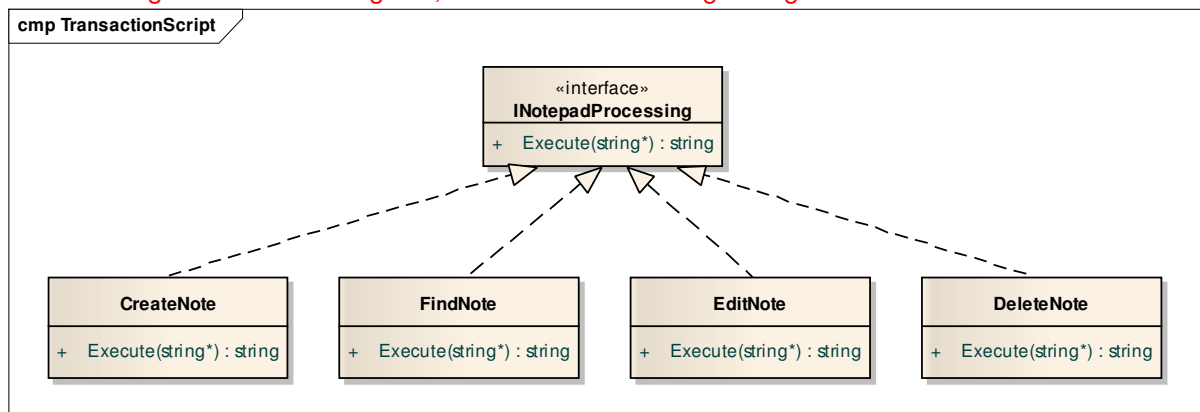 cmp TransactionScript
«interface»
INotepadProcessing
+ Execute(string*) : string
CreateNote
+ Execute(string*) : string
FindNote
+ Execute(string*) : string
EditNote
+ Execute(string*) : string
DeleteNote
+ Execute(string*) : string